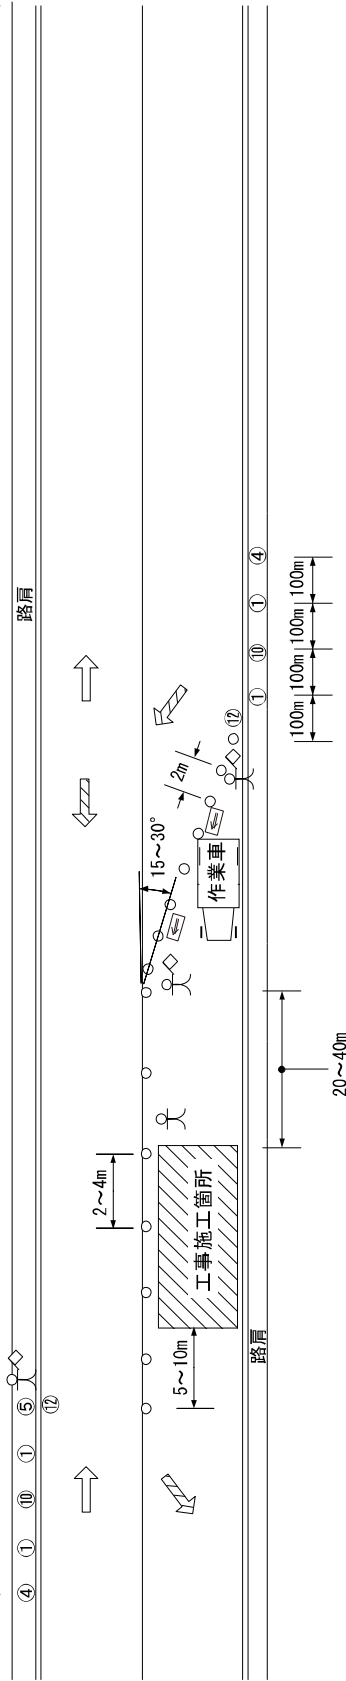 路肩
④
①
⑩
①
100m
100m
100m
100m
⑫
2m
15～30°
作業車
20～40m
2～4m
工事施工箇所
5～10m
路肩
⑤
⑫
①
⑩
①
④